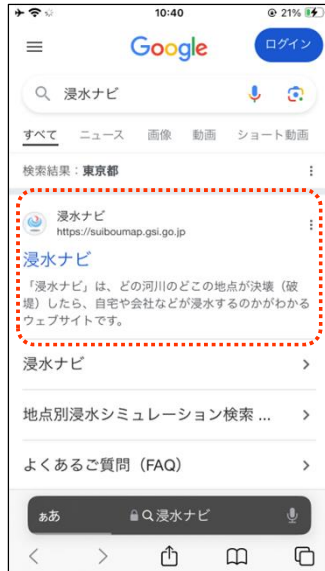 10:40
21%
Google
ログイン
浸水ナビ
すべて ニュース 画像 動画 ショート動画
検索結果：東京都
浸水ナビ
https://suiboumap.gsi.go.jp
浸水ナビ
「浸水ナビ」は、どの河川のどこの地点が決壊（破
堤）したら、自宅や会社などが浸水するのかがわかる
ウェブサイトです。
浸水ナビ
地点別浸水シミュレーション検索 ...
よくあるご質問（FAQ）
ぁあ 浸水ナビ